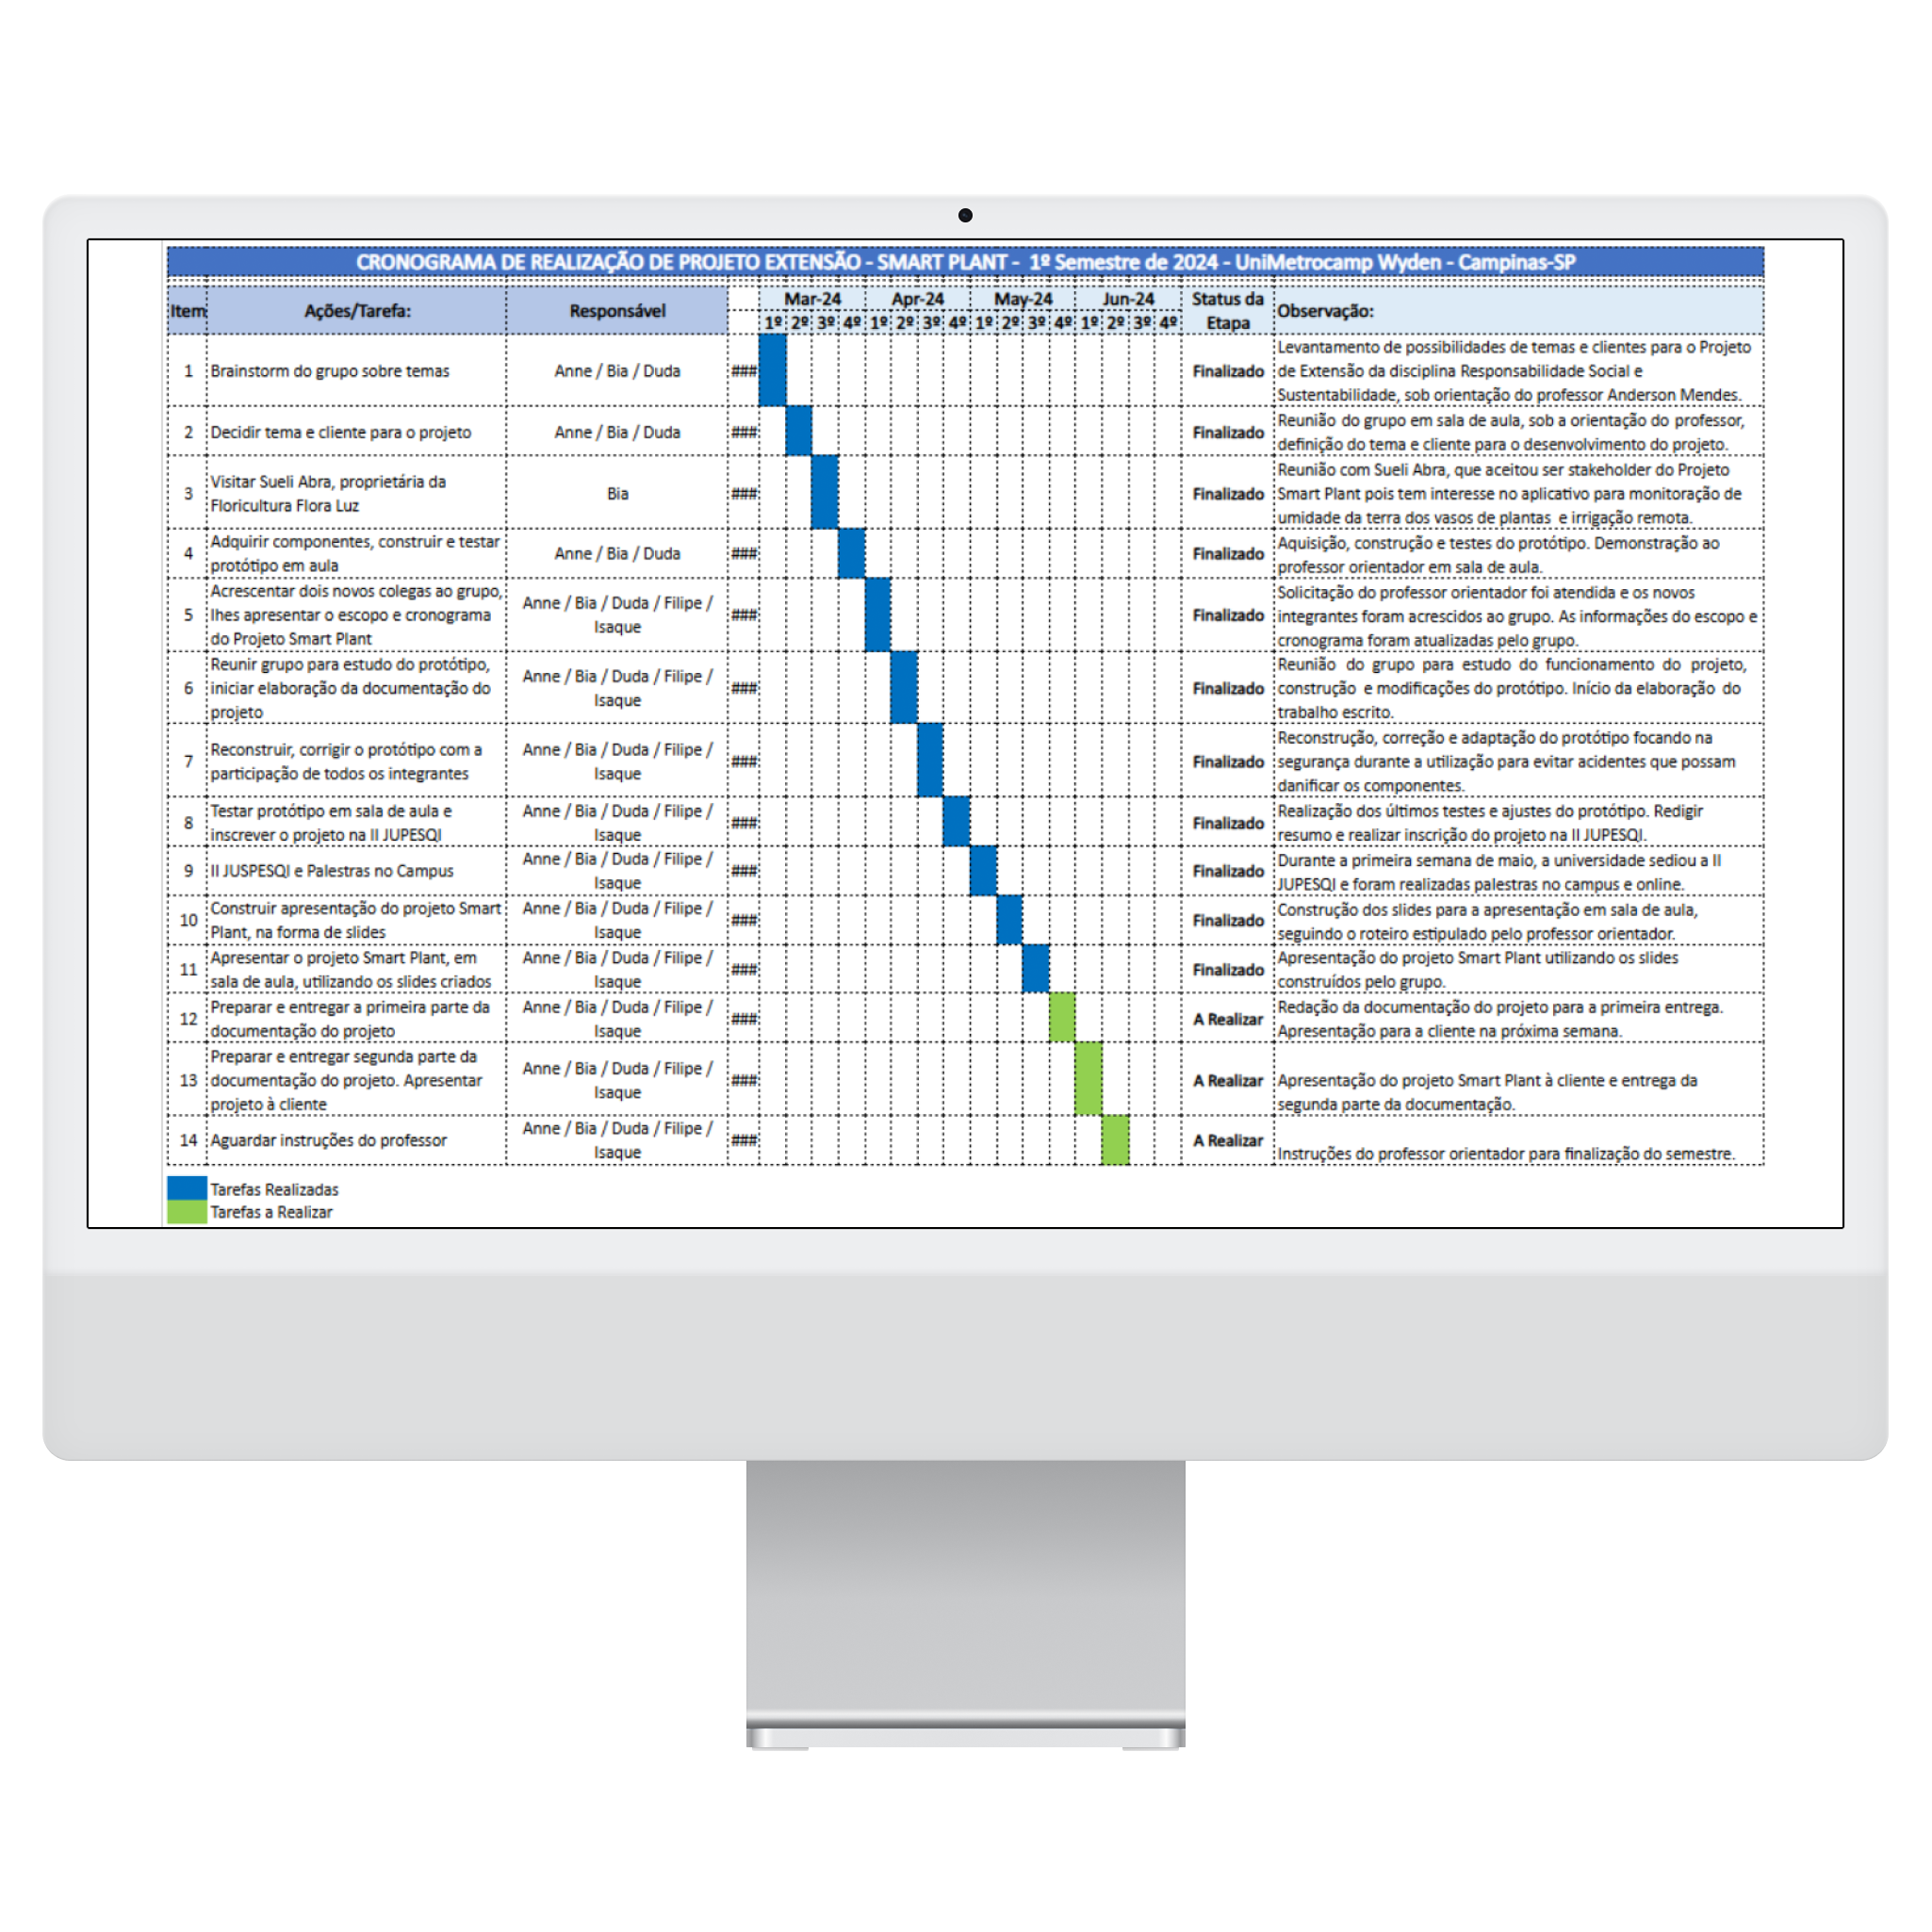 CRONOGRAMA DE REALIZAÇÃO DE PROJETO EXTENSÃO - SMART PLANT - 1º Semestre de 2024 - UniMetrocamp Wyden - Campinas-SP
Item
Ações/Tarefa:
Responsável
Mar-24 Apr-24 May-24 Jun-24
1º 2º 3º 4º 1º 2º 3º 4º 1º 2º 3º 4º 1º 2º 3º 4º
Status da
Etapa
Observação:
1
Brainstorm do grupo sobre temas
Anne / Bia / Duda
###
Finalizado
Levantamento de possibilidades de temas e clientes para o Projeto
de Extensão da disciplina Responsabilidade Social e
Sustentabilidade, sob orientação do professor Anderson Mendes.
2
Decidir tema e cliente para o projeto
Anne / Bia / Duda
###
Finalizado
Reunião do grupo em sala de aula, sob a orientação do professor,
definição do tema e cliente para o desenvolvimento do projeto.
3
Visitar Sueli Abra, proprietária da
Floricultura Flora Luz
Bia
###
Finalizado
Reunião com Sueli Abra, que aceitou ser stakeholder do Projeto
Smart Plant pois tem interesse no aplicativo para monitoração de
umidade da terra dos vasos de plantas e irrigação remota.
4
Adquirir componentes, construir e testar
protótipo em aula
Anne / Bia / Duda
###
Finalizado
Aquisição, construção e testes do protótipo. Demonstração ao
professor orientador em sala de aula.
5
Acrescentar dois novos colegas ao grupo,
lhes apresentar o escopo e cronograma
do Projeto Smart Plant
Anne / Bia / Duda / Filipe /
Isaque
###
Finalizado
Solicitação do professor orientador foi atendida e os novos
integrantes foram acrescidos ao grupo. As informações do escopo e
cronograma foram atualizadas pelo grupo.
6
Reunir grupo para estudo do protótipo,
iniciar elaboração da documentação do
projeto
Anne / Bia / Duda / Filipe /
Isaque
###
Finalizado
Reunião do grupo para estudo do funcionamento do projeto,
construção e modificações do protótipo. Início da elaboração do
trabalho escrito.
7
Reconstruir, corrigir o protótipo com a
participação de todos os integrantes
Anne / Bia / Duda / Filipe /
Isaque
###
Finalizado
Reconstrução, correção e adaptação do protótipo focando na
segurança durante a utilização para evitar acidentes que possam
danificar os componentes.
8
Testar protótipo em sala de aula e
inscrever o projeto na II JUPESQI
Anne / Bia / Duda / Filipe /
Isaque
###
Finalizado
Realização dos últimos testes e ajustes do protótipo. Redigir
resumo e realizar inscrição do projeto na II JUPESQI.
9
II JUSPESQI e Palestras no Campus
Anne / Bia / Duda / Filipe /
Isaque
###
Finalizado
Durante a primeira semana de maio, a universidade sediou a II
JUPESQI e foram realizadas palestras no campus e online.
10
Construir apresentação do projeto Smart
Plant, na forma de slides
Anne / Bia / Duda / Filipe /
Isaque
###
Finalizado
Construção dos slides para a apresentação em sala de aula,
seguindo o roteiro estipulado pelo professor orientador.
11
Apresentar o projeto Smart Plant, em
sala de aula, utilizando os slides criados
Anne / Bia / Duda / Filipe /
Isaque
###
Finalizado
Apresentação do projeto Smart Plant utilizando os slides
construídos pelo grupo.
12
Preparar e entregar a primeira parte da
documentação do projeto
Anne / Bia / Duda / Filipe /
Isaque
###
A Realizar
Redação da documentação do projeto para a primeira entrega.
Apresentação para a cliente na próxima semana.
13
Preparar e entregar segunda parte da
documentação do projeto. Apresentar
projeto à cliente
Anne / Bia / Duda / Filipe /
Isaque
###
A Realizar
Apresentação do projeto Smart Plant à cliente e entrega da
segunda parte da documentação.
14
Aguardar instruções do professor
Anne / Bia / Duda / Filipe /
Isaque
###
A Realizar
Instruções do professor orientador para finalização do semestre.
Tarefas Realizadas
Tarefas a Realizar